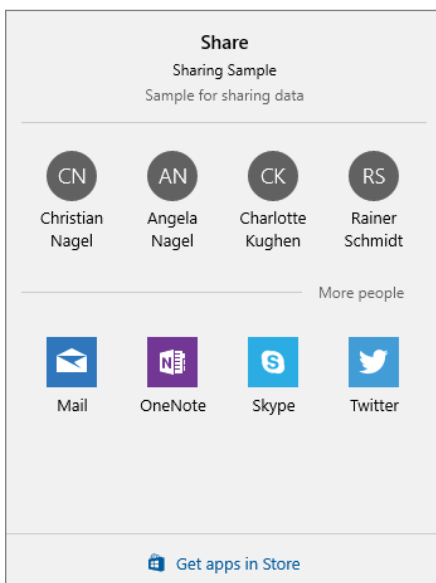 Share
Sharing Sample
Sample for sharing data
CN AN CK RS
Christian Angela Charlotte Rainer
Nagel Nagel Kughen Schmidt
More people
N S
Mail OneNote Skype Twitter
Get apps in Store